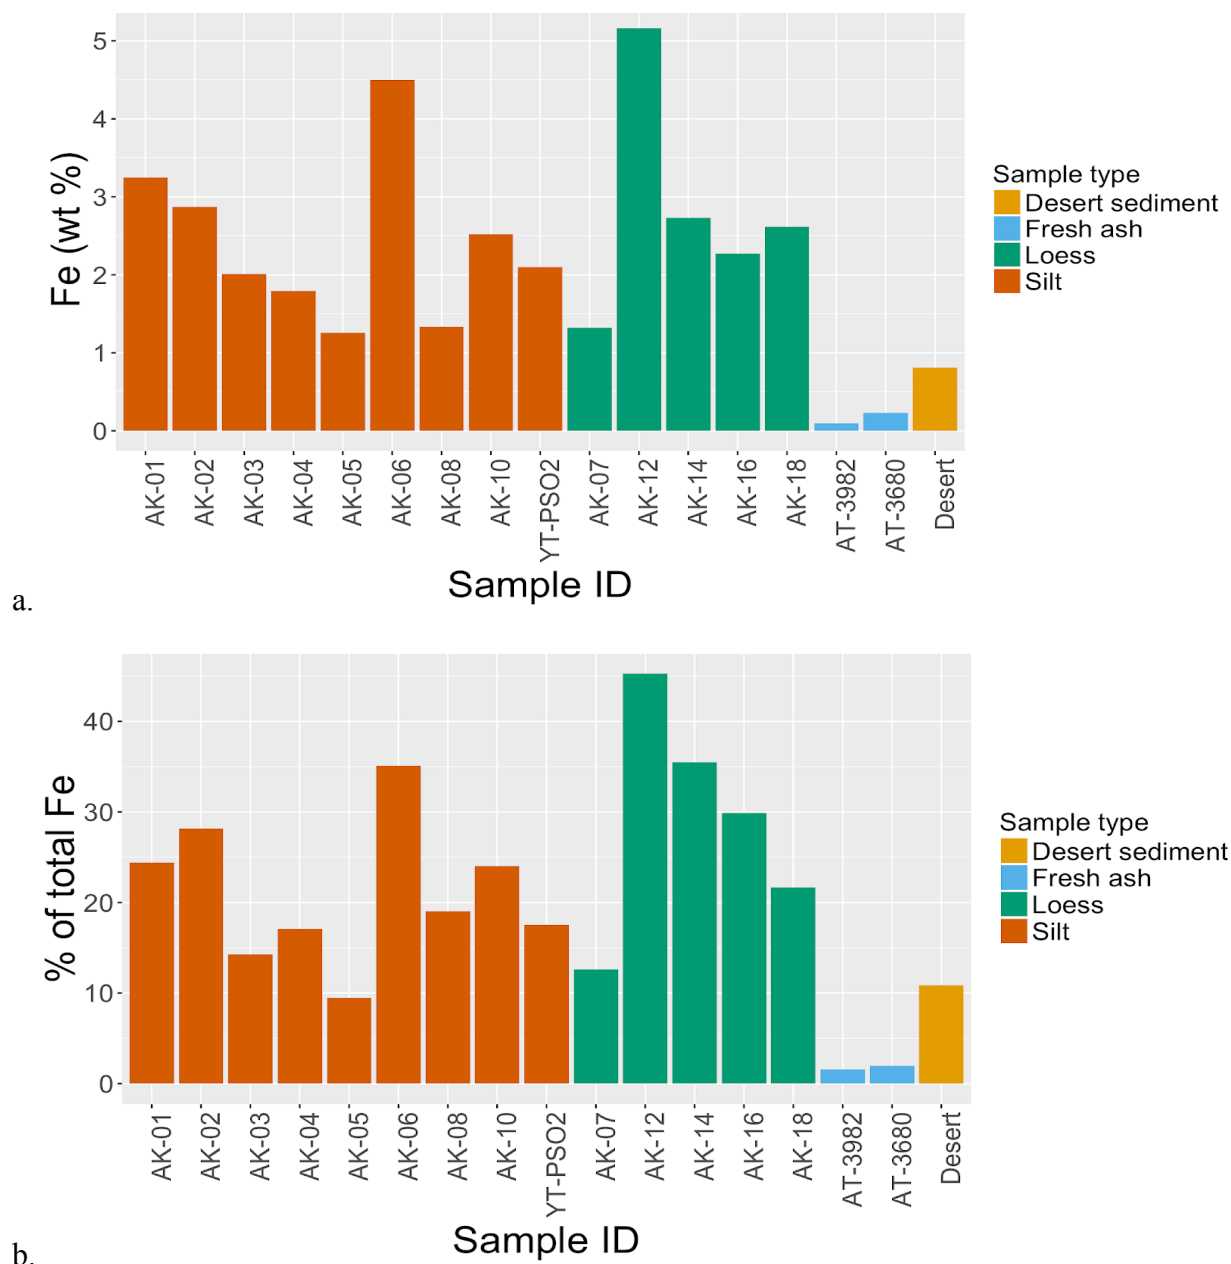 5
4
3
2
1
0
Fe (wt %)
AK-01 AK-02 AK-03 AK-04 AK-05 AK-06 AK-08 AK-10 YT-PSO2 AK-07 AK-12 AK-14 AK-16 AK-18 AT-3982 AT-3680 Desert
Sample ID
Sample type
Desert sediment
Fresh ash
Loess
Silt
a.
40
30
20
10
0
% of total Fe
AK-01 AK-02 AK-03 AK-04 AK-05 AK-06 AK-08 AK-10 YT-PSO2 AK-07 AK-12 AK-14 AK-16 AK-18 AT-3982 AT-3680 Desert
Sample ID
Sample type
Desert sediment
Fresh ash
Loess
Silt
b.